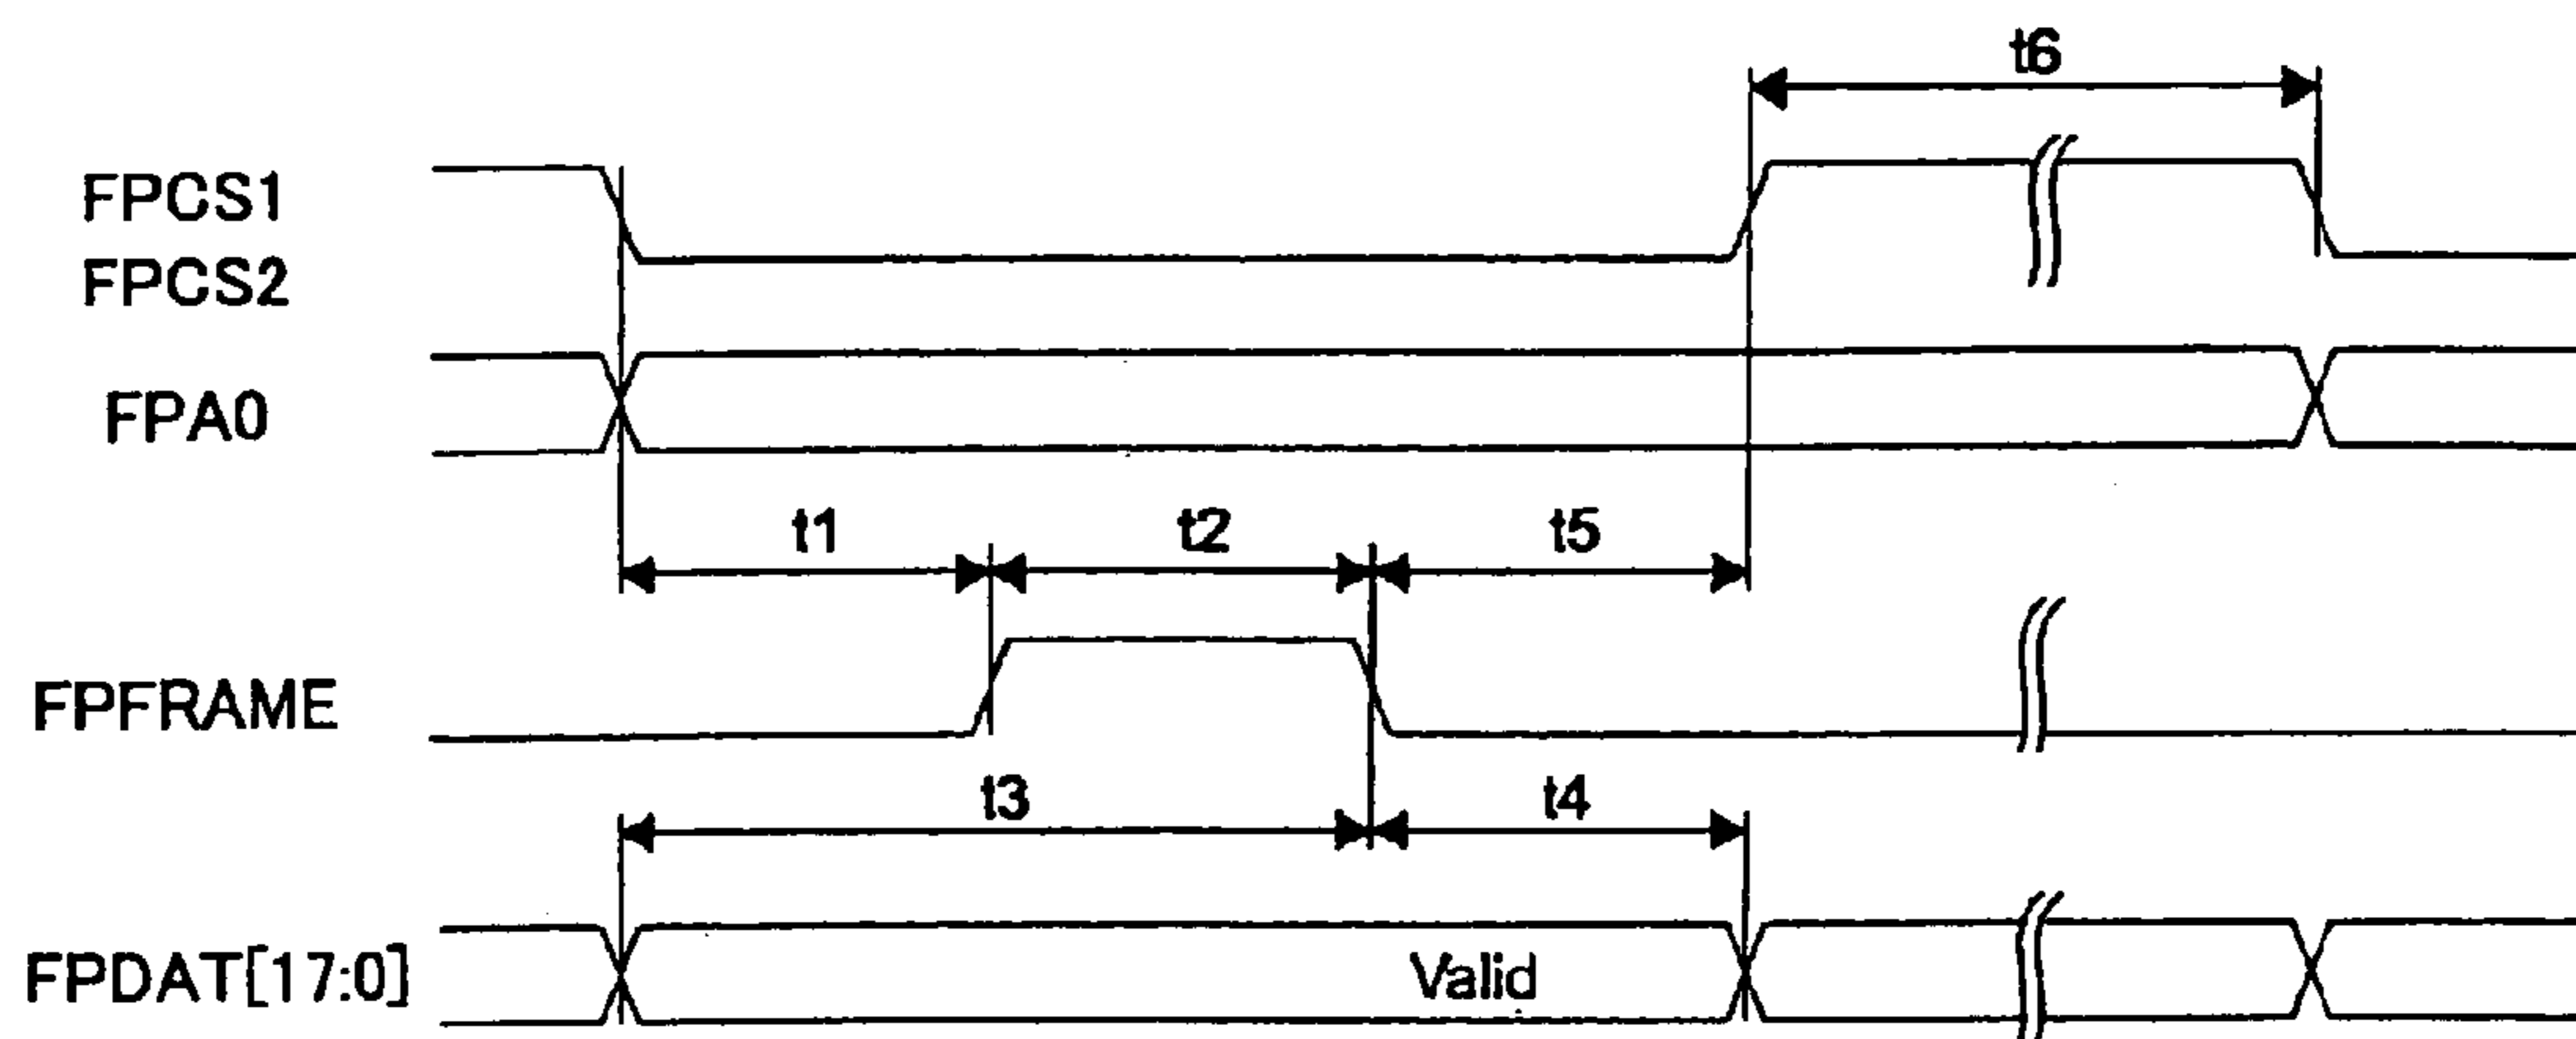 t6
FPCS1
FPCS2
FPA0
t1 t2 t5
FPFRAME
t3 t4
FPDAT[17:0] Valid